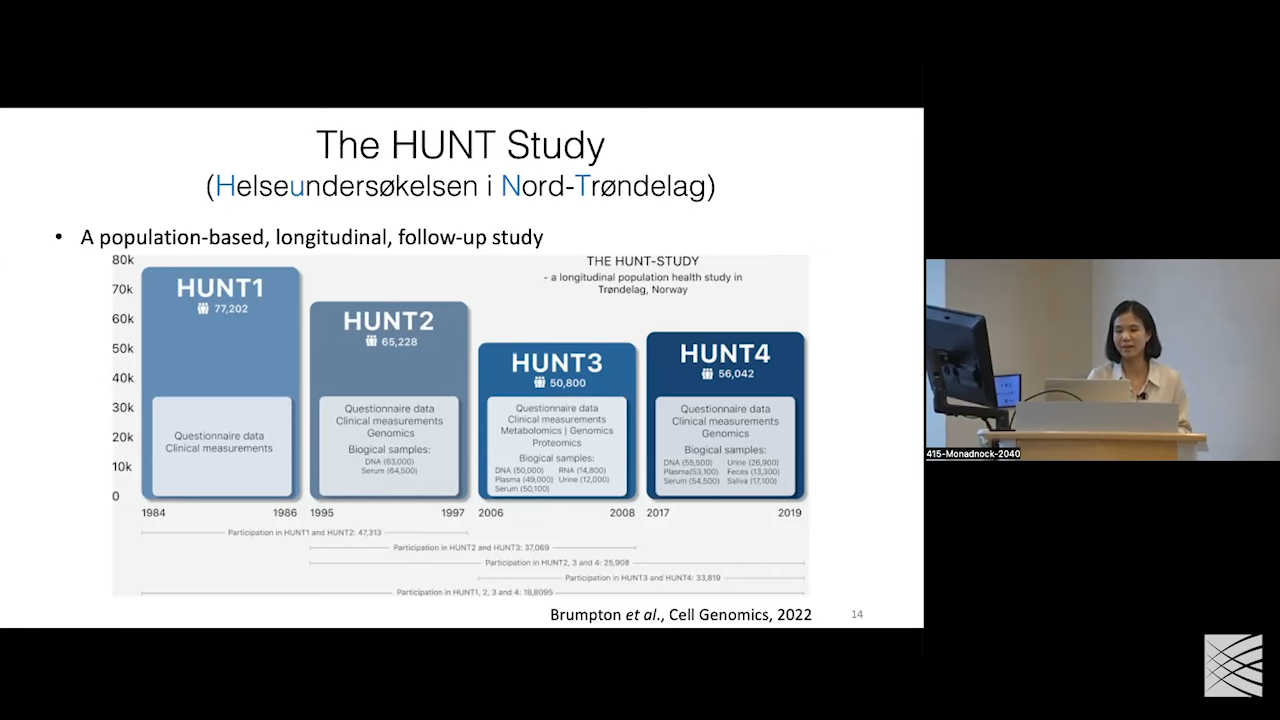 The HUNT Study
(Helseundersøkelsen i Nord-Trøndelag)
• A population-based, longitudinal, follow-up study
80k
70k
60k
50k
40k
30k
20k
10k
0
THE HUNT-STUDY
- a longitudinal population health study in
Trøndelag, Norway
HUNT1
77,202
Questionnaire data
Clinical measurements
HUNT2
65,228
Questionnaire data
Clinical measurements
Genomics
Biogical samples:
DNA (63,000)
Serum (64,500)
HUNT3
50,800
Questionnaire data
Clinical measurements
Metabolomics | Genomics
Proteomics
Biogical samples:
DNA (50,000) RNA (14,800)
Plasma (49,000) Urine (12,000)
Serum (50,100)
HUNT4
56,042
Questionnaire data
Clinical measurements
Genomics
Biogical samples:
DNA (55,500) Urine (26,900)
Plasma(53,100) Feces (13,300)
Serum (54,500) Saliva (17,100)
1984 1986 1995 1997 2006 2008 2017 2019
Participation in HUNT1 and HUNT2: 47,313
Participation in HUNT2 and HUNT3: 37,069
Participation in HUNT2, 3 and 4: 25,908
Participation in HUNT3 and HUNT4: 33,819
Participation in HUNT1, 2, 3 and 4: 18,8095
Brumpton et al., Cell Genomics, 2022
14
415-Monadnock-2040